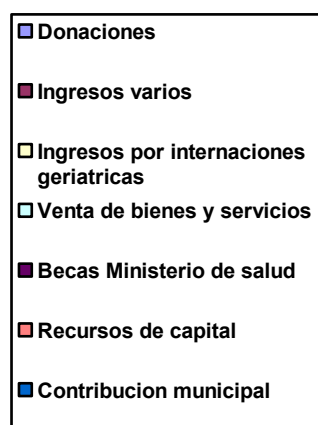 Donaciones
Ingresos varios
Ingresos por internaciones
geriatricas
Venta de bienes y servicios
Becas Ministerio de salud
Recursos de capital
Contribucion municipal